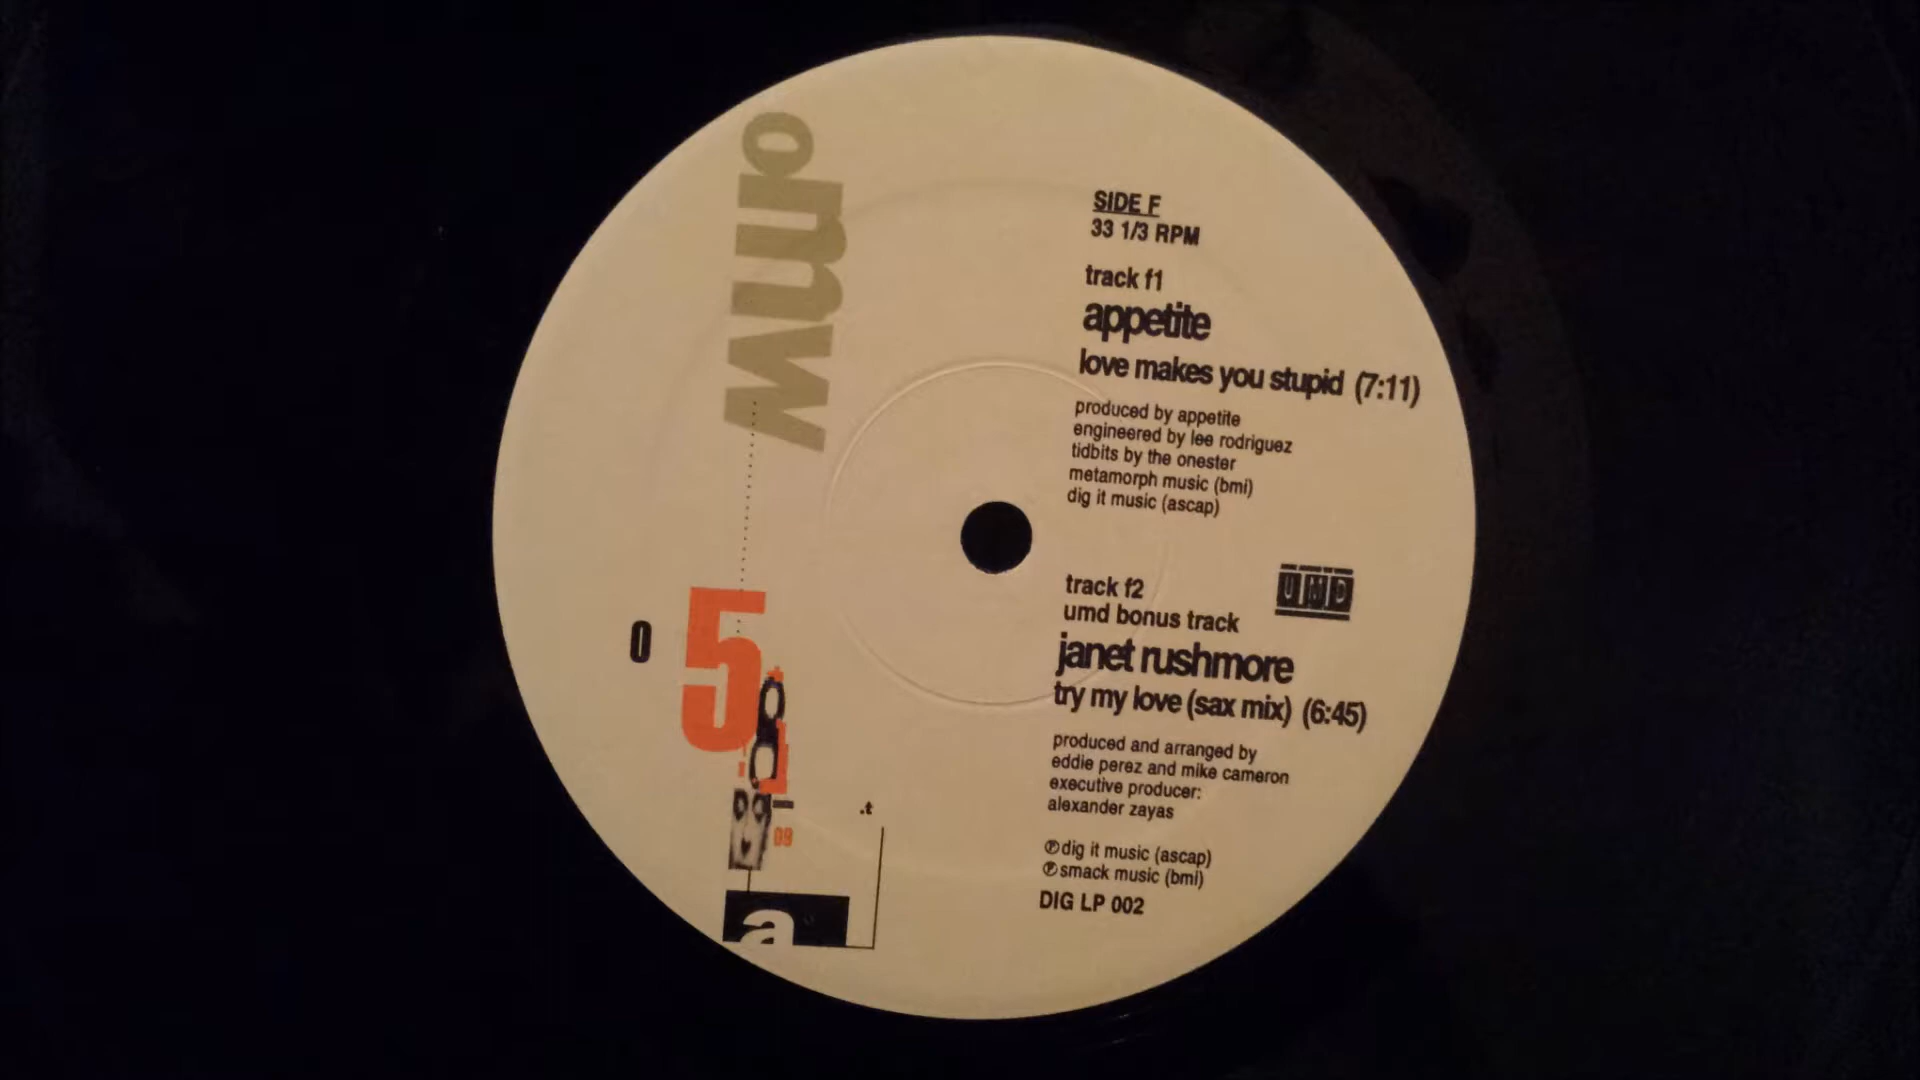 omw
SIDE F
33 1/3 RPM
track f1
appetite
love makes you stupid (7:11)
produced by appetite
engineered by lee rodriguez
tidbits by the onester
metamorph music (bmi)
dig it music (ascap)
track f2
umd bonus track
UMD
janet rushmore
try my love (sax mix) (6:45)
produced and arranged by
eddie perez and mike cameron
executive producer:
alexander zayas
℗ dig it music (ascap)
℗ smack music (bmi)
DIG LP 002
0
5
09
.t
a